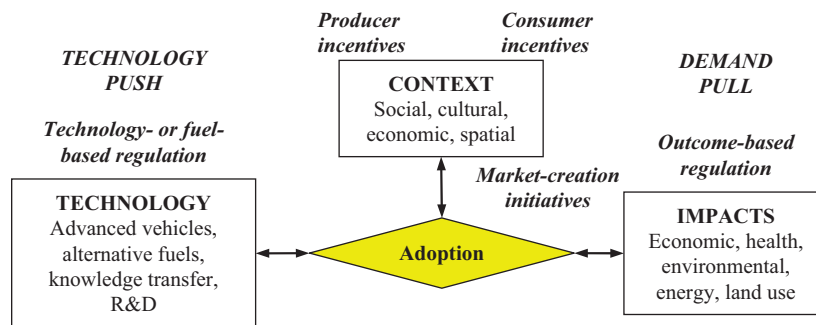 Producer
incentives
Consumer
incentives
TECHNOLOGY
PUSH
DEMAND
PULL
CONTEXT
Social, cultural,
economic, spatial
Technology- or fuel-
based regulation
Outcome-based
regulation
Market-creation
initiatives
TECHNOLOGY
Advanced vehicles,
alternative fuels,
knowledge transfer,
R&D
Adoption
IMPACTS
Economic, health,
environmental,
energy, land use